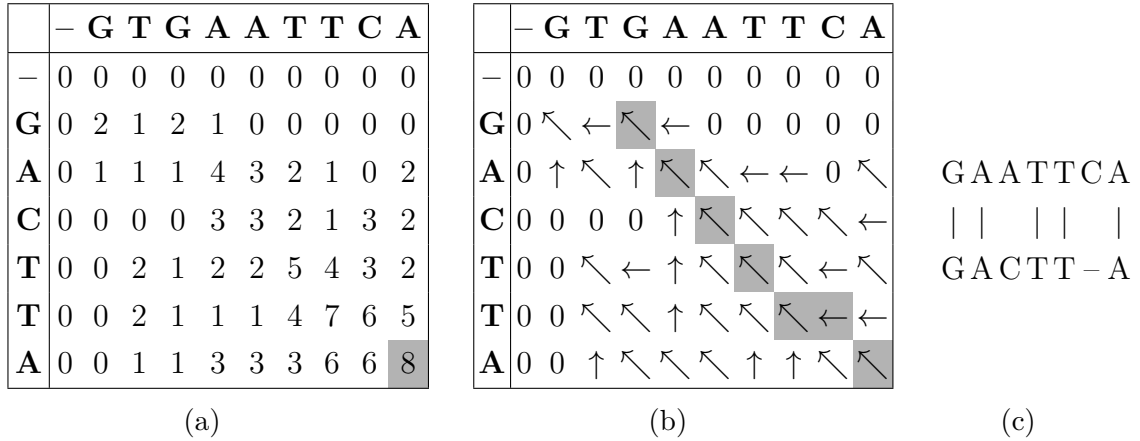 – G T G A A T T C A
– 0 0 0 0 0 0 0 0 0 0
G 0 2 1 2 1 0 0 0 0 0
A 0 1 1 1 4 3 2 1 0 2
C 0 0 0 0 3 3 2 1 3 2
T 0 0 2 1 2 2 5 4 3 2
T 0 0 2 1 1 1 4 7 6 5
A 0 0 1 1 3 3 3 6 6 8
(a)
– G T G A A T T C A
– 0 0 0 0 0 0 0 0 0 0
G 0 ↖ ← ↖ ← 0 0 0 0 0
A 0 ↑ ↖ ↑ ↖ ↖ ← ← 0 ↖
C 0 0 0 0 ↑ ↖ ↖ ↖ ↖ ←
T 0 0 ↖ ← ↑ ↖ ↖ ↖ ← ↖
T 0 0 ↖ ↖ ↑ ↖ ↖ ↖ ← ←
A 0 0 ↑ ↖ ↖ ↖ ↑ ↑ ↖ ↖
(b)
GAATTCA
| | | | |
GACTT–A
(c)